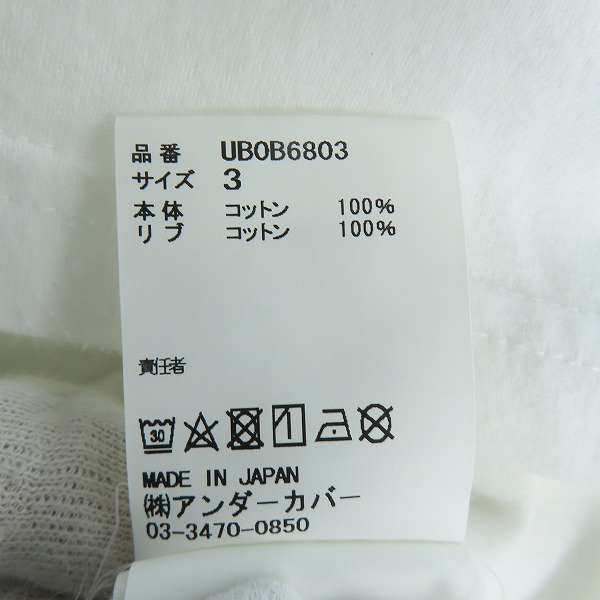 品番 UB0B6803
サイズ 3
本体 コットン 100%
リブ コットン 100%
責任者
30
MADE IN JAPAN
㈱アンダーカバー
03-3470-0850